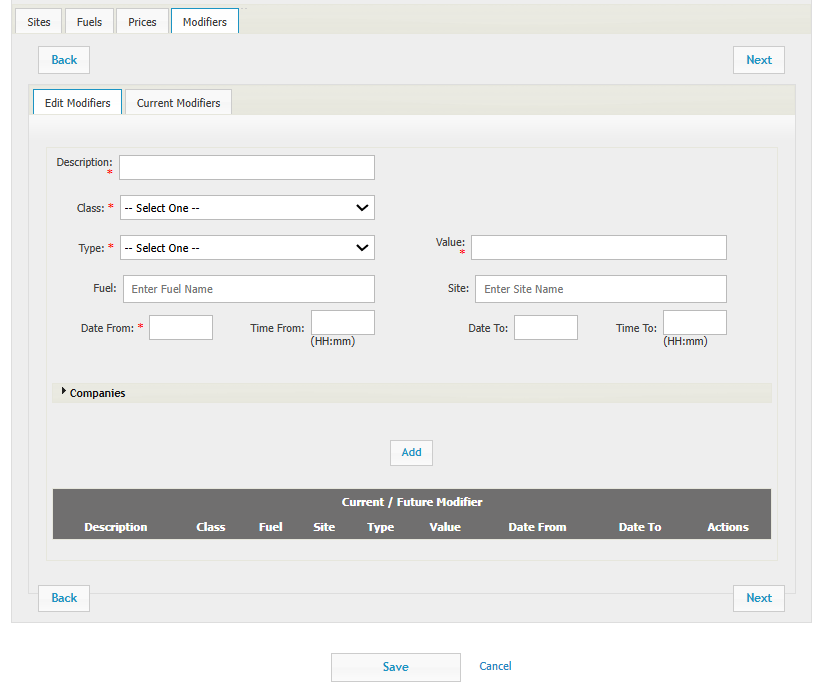 Sites Fuels Prices Modifiers
Back Next
Edit Modifiers Current Modifiers
Description:
*
Class: * -- Select One --
Type: * -- Select One -- Value:
*
Fuel: Enter Fuel Name Site: Enter Site Name
Date From: * Time From: Date To: Time To:
(HH:mm) (HH:mm)
Companies
Add
Current / Future Modifier
Description Class Fuel Site Type Value Date From Date To Actions
Back Next
Save Cancel